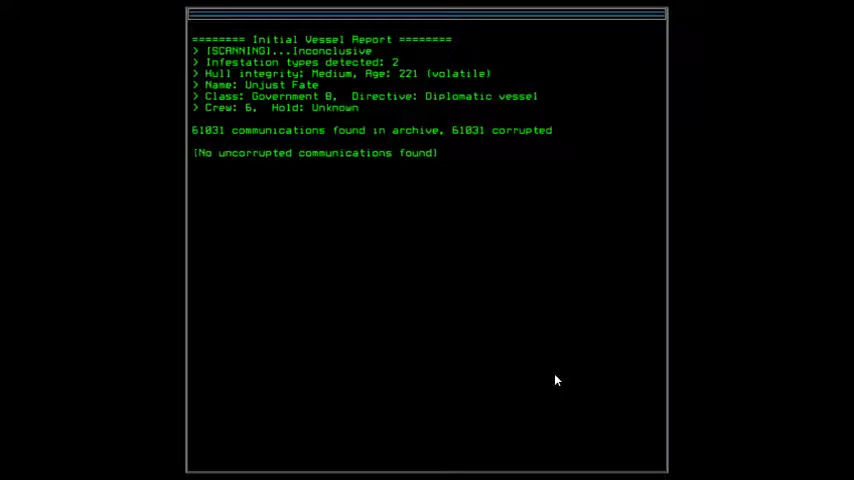 ======== Initial Vessel Report ========
> [SCANNING]...Inconclusive
> Infestation types detected: 2
> Hull integrity: Medium, Age: 221 (volatile)
> Name: Unjust Fate
> Class: Government 8,  Directive: Diplomatic vessel
> Crew: 6,  Hold: Unknown
61031 communications found in archive, 61031 corrupted
[No uncorrupted communications found]